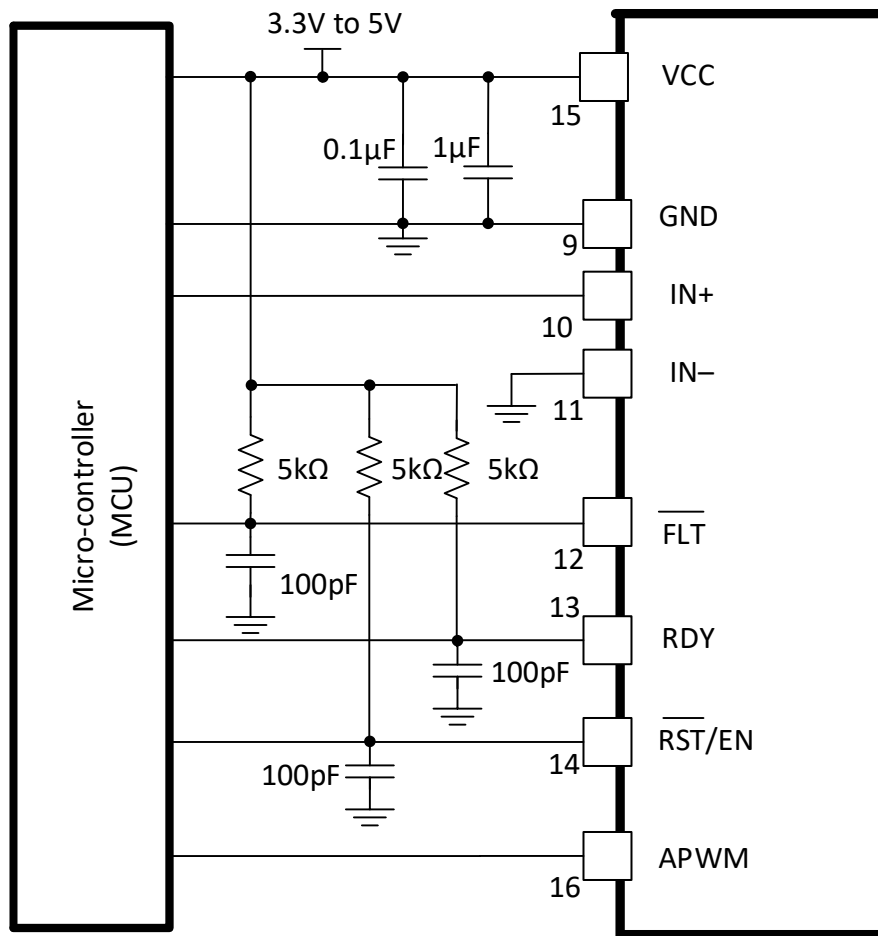 3.3V to 5V
VCC
15
0.1µF
1µF
GND
9
IN+
10
IN–
11
Micro-controller
(MCU)
5kΩ
5kΩ
5kΩ
FLT
12
100pF
13
RDY
100pF
RST/EN
14
100pF
APWM
16